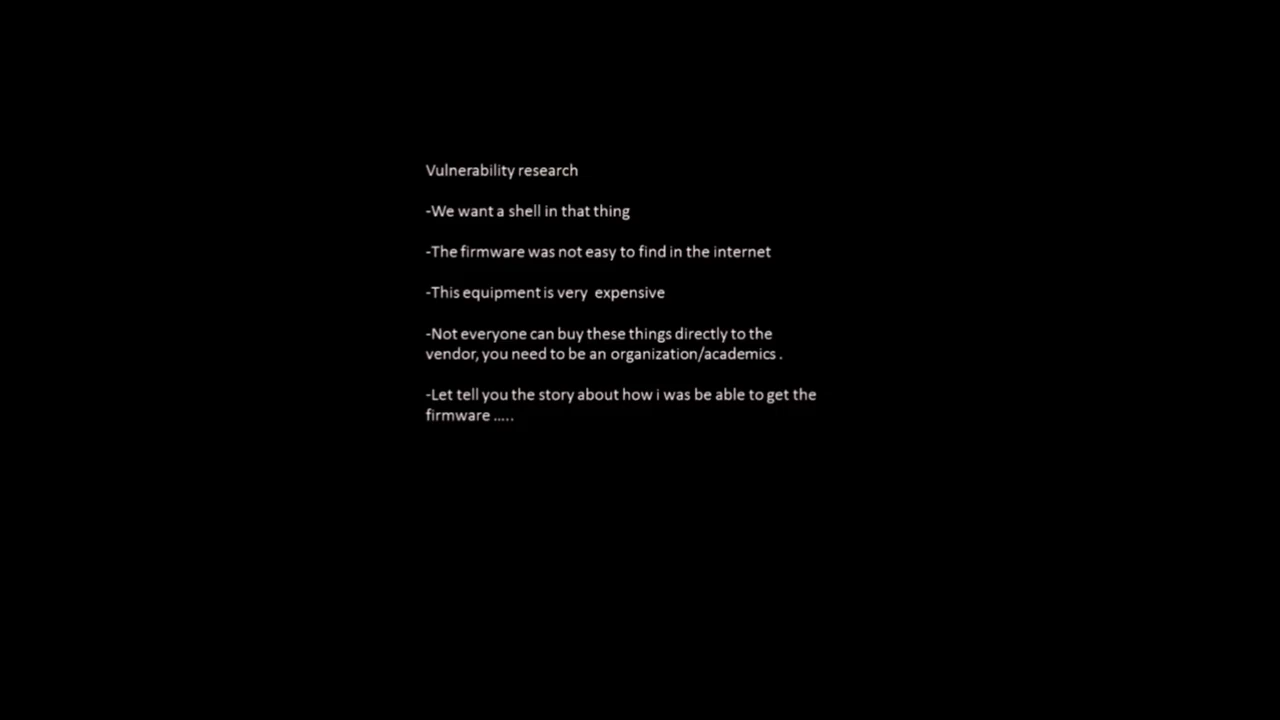 Vulnerability research
-We want a shell in that thing
-The firmware was not easy to find in the internet
-This equipment is very  expensive
-Not everyone can buy these things directly to the
vendor, you need to be an organization/academics .
-Let tell you the story about how i was be able to get the
firmware .....